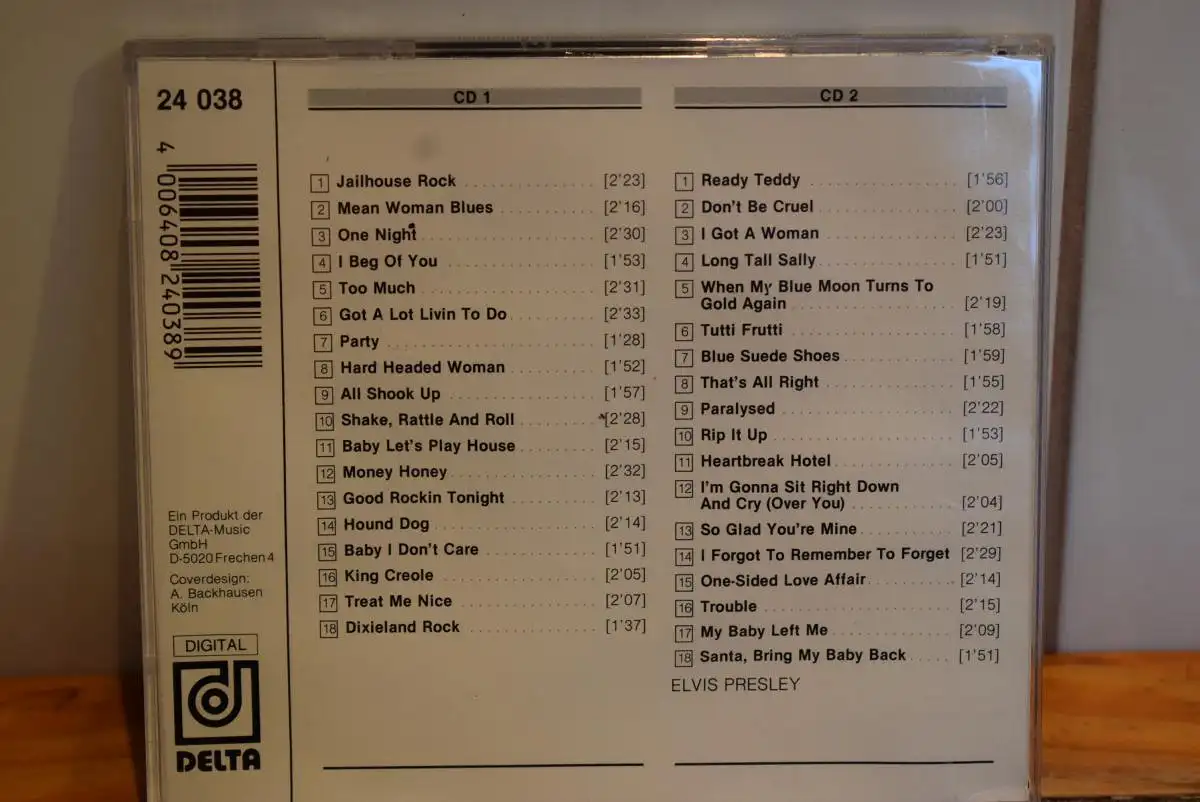 24 038
4 006408 240389
Ein Produkt der
DELTA-Music
GmbH
D-5020 Frechen 4
Coverdesign:
A. Backhausen
Köln
DIGITAL
DELTA
CD 1
1 Jailhouse Rock [2'23]
2 Mean Woman Blues [2'16]
3 One Night [2'30]
4 I Beg Of You [1'53]
5 Too Much [2'31]
6 Got A Lot Livin To Do [2'33]
7 Party [1'28]
8 Hard Headed Woman [1'52]
9 All Shook Up [1'57]
10 Shake, Rattle And Roll [2'28]
11 Baby Let's Play House [2'15]
12 Money Honey [2'32]
13 Good Rockin Tonight [2'13]
14 Hound Dog [2'14]
15 Baby I Don't Care [1'51]
16 King Creole [2'05]
17 Treat Me Nice [2'07]
18 Dixieland Rock [1'37]
CD 2
1 Ready Teddy [1'56]
2 Don't Be Cruel [2'00]
3 I Got A Woman [2'23]
4 Long Tall Sally [1'51]
5 When My Blue Moon Turns To
Gold Again [2'19]
6 Tutti Frutti [1'58]
7 Blue Suede Shoes [1'59]
8 That's All Right [1'55]
9 Paralysed [2'22]
10 Rip It Up [1'53]
11 Heartbreak Hotel [2'05]
12 I'm Gonna Sit Right Down
And Cry (Over You) [2'04]
13 So Glad You're Mine [2'21]
14 I Forgot To Remember To Forget [2'29]
15 One-Sided Love Affair [2'14]
16 Trouble [2'15]
17 My Baby Left Me [2'09]
18 Santa, Bring My Baby Back [1'51]
ELVIS PRESLEY